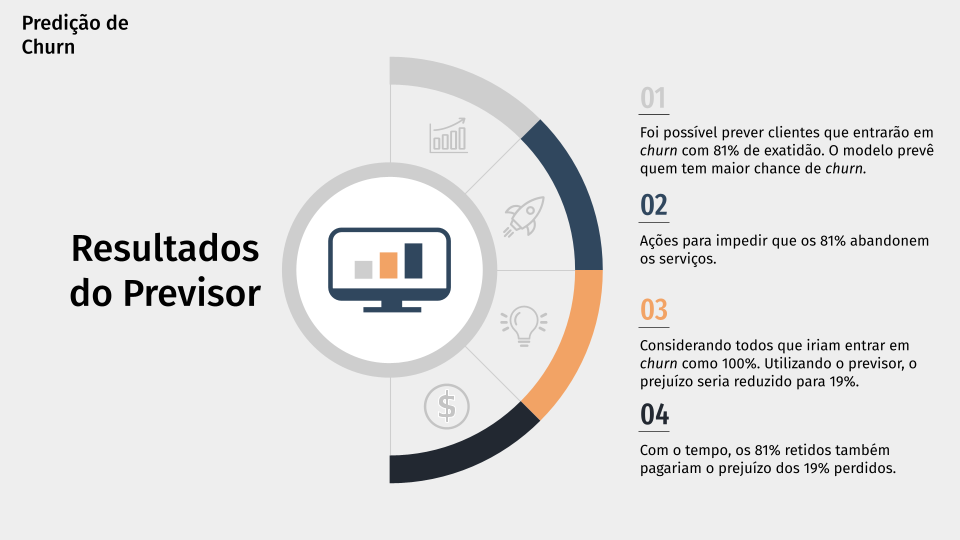 Predição de
Churn
Resultados
do Previsor
01
Foi possível prever clientes que entrarão em
churn com 81% de exatidão. O modelo prevê
quem tem maior chance de churn.
02
Ações para impedir que os 81% abandonem
os serviços.
03
Considerando todos que iriam entrar em
churn como 100%. Utilizando o previsor, o
prejuízo seria reduzido para 19%.
04
Com o tempo, os 81% retidos também
pagariam o prejuízo dos 19% perdidos.
$